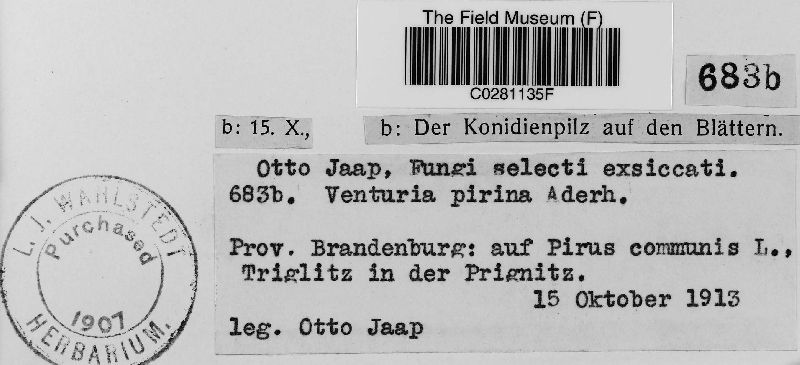 The Field Museum (F)
C0281135F
683b
b: 15. X.,
b: Der Konidienpilz auf den Blättern.
Otto Jaap, Fungi selecti exsiccati.
683b. Venturia pirina Aderh.
Prov. Brandenburg: auf Pirus communis L.,
Triglitz in der Prignitz.
15 Oktober 1913
leg. Otto Jaap
L. J. WAHLSTEDT
Purchased
1907
HERBARIUM.